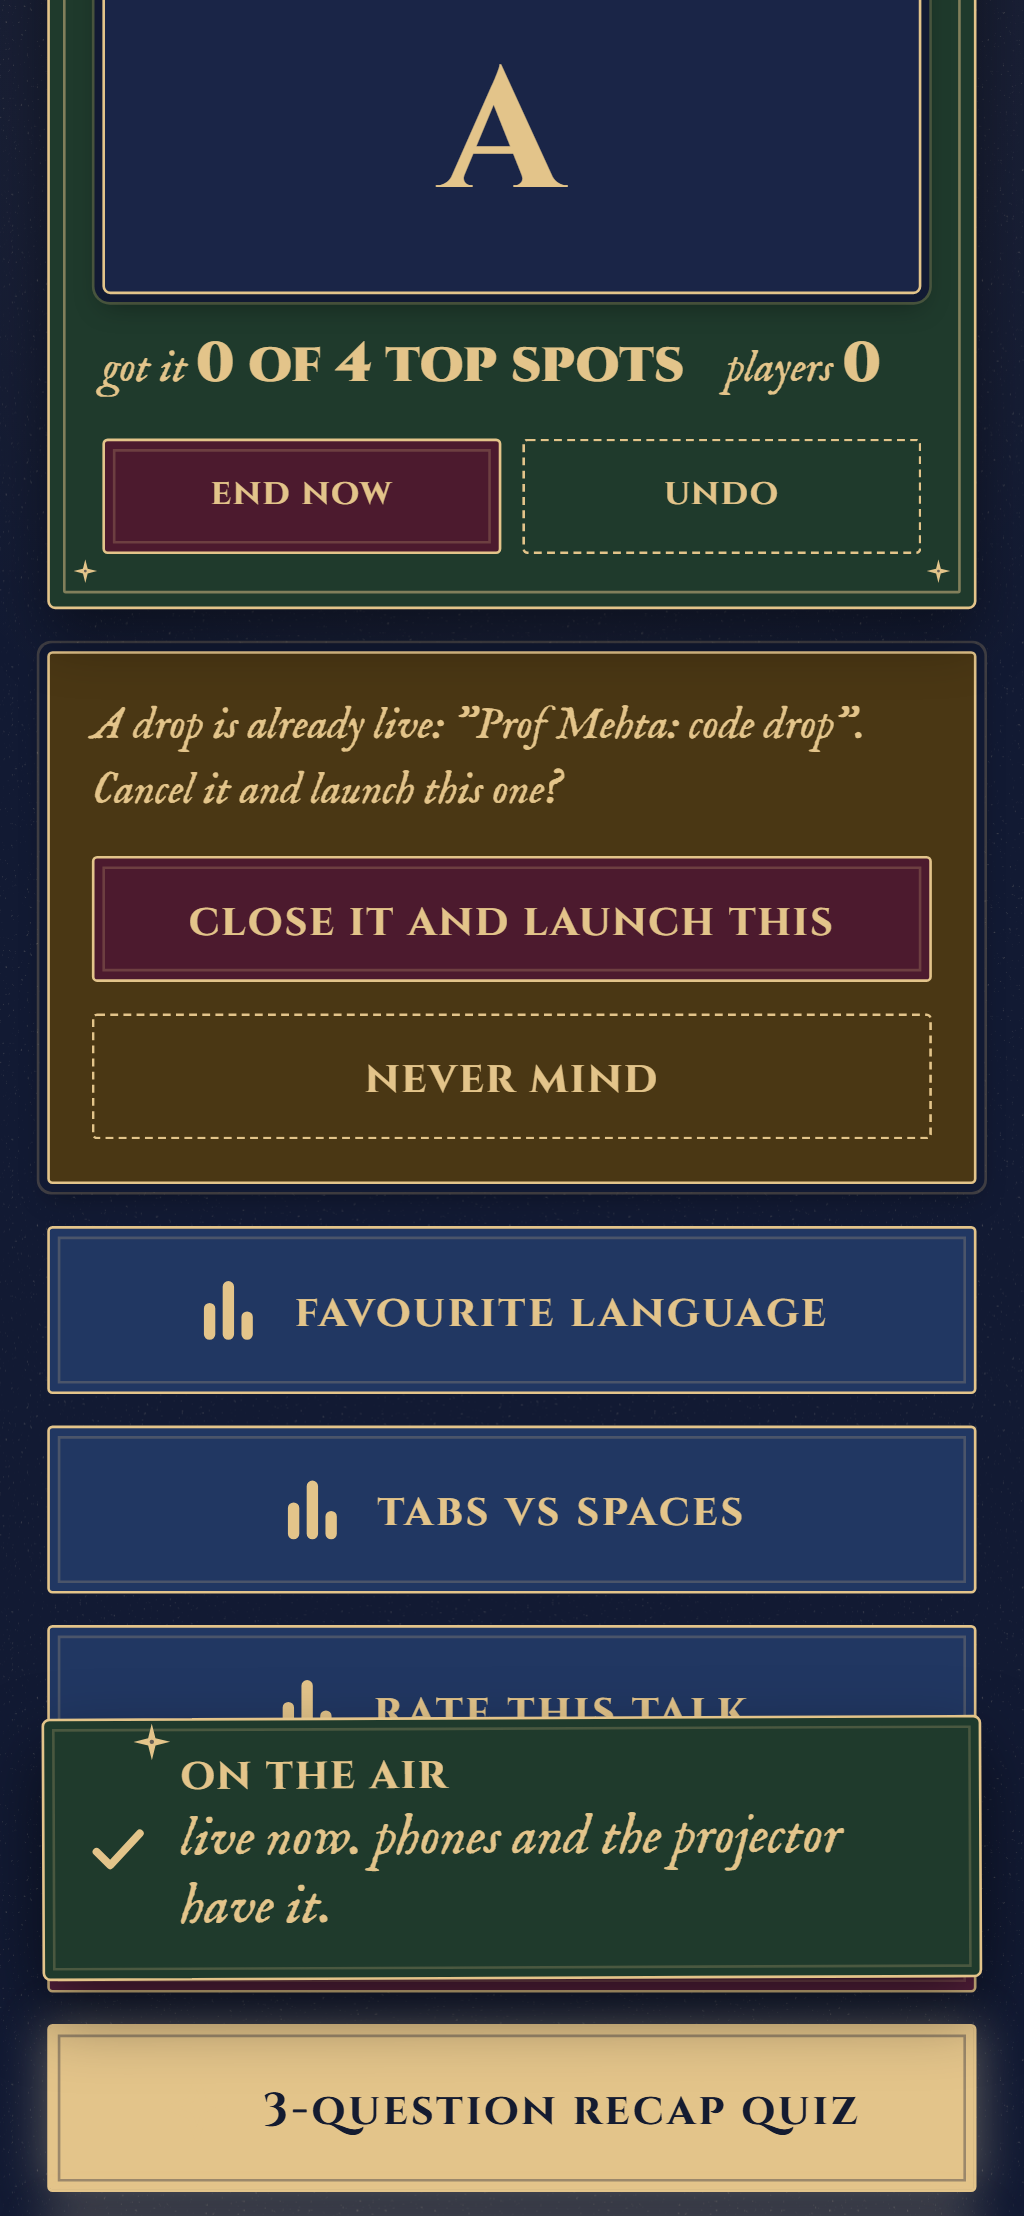 A
got it 0 OF 4 TOP SPOTS players 0
END NOW UNDO
A drop is already live: ”Prof Mehta: code drop”.
Cancel it and launch this one?
CLOSE IT AND LAUNCH THIS
NEVER MIND
FAVOURITE LANGUAGE
TABS VS SPACES
RATE THIS TALK
ON THE AIR
live now. phones and the projector
have it.
3-QUESTION RECAP QUIZ